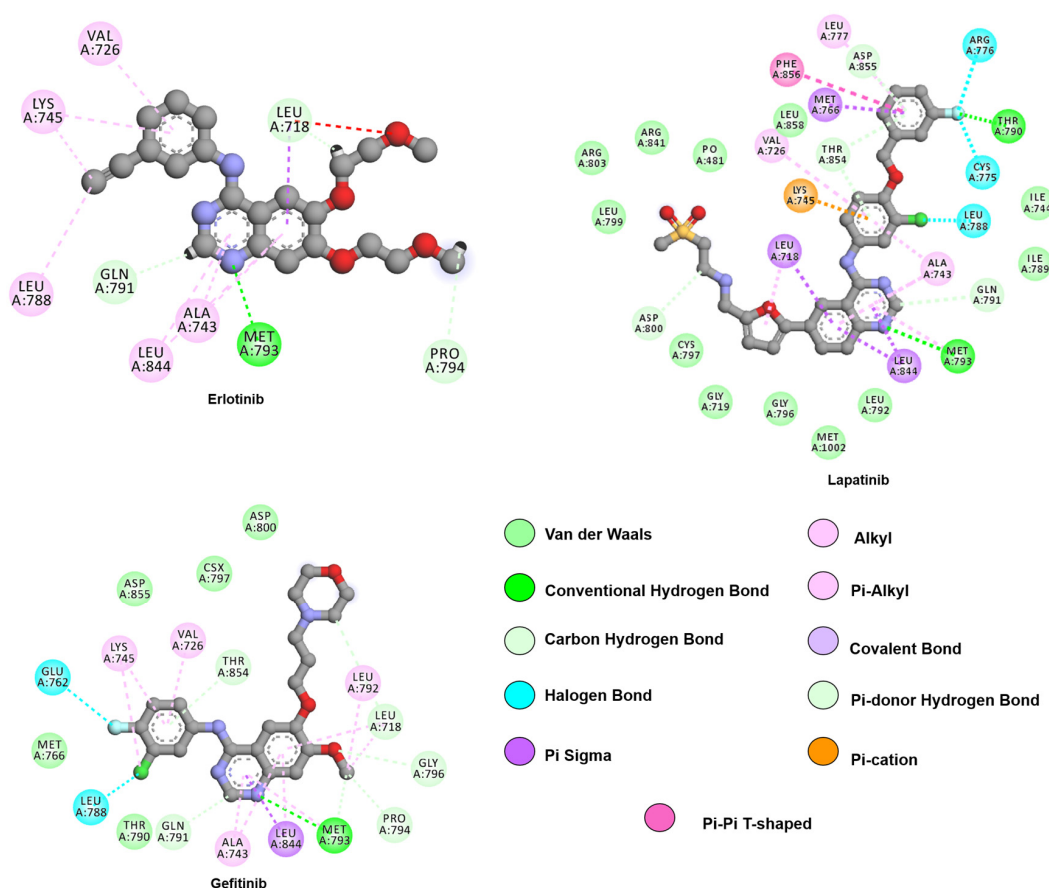 VAL
A:726
LYS
A:745
LEU
A:718
LEU
A:788
GLN
A:791
ALA
A:743
LEU
A:844
MET
A:793
PRO
A:794
Erlotinib
LEU
A:777
ASP
A:855
ARG
A:776
PHE
A:856
MET
A:766
LEU
A:858
THR
A:790
ARG
A:841
PO
A:481
VAL
A:726
THR
A:854
CYS
A:775
ARG
A:803
LYS
A:745
ILE
A:744
LEU
A:799
LEU
A:788
LEU
A:718
ALA
A:743
ILE
A:789
GLN
A:791
ASP
A:800
CYS
A:797
LEU
A:844
MET
A:793
GLY
A:719
GLY
A:796
LEU
A:792
MET
A:1002
Lapatinib
ASP
A:800
CSX
A:797
ASP
A:855
LYS
A:745
VAL
A:726
THR
A:854
GLU
A:762
LEU
A:792
LEU
A:718
MET
A:766
GLY
A:796
LEU
A:788
THR
A:790
GLN
A:791
ALA
A:743
LEU
A:844
MET
A:793
PRO
A:794
Gefitinib
Van der Waals
Conventional Hydrogen Bond
Carbon Hydrogen Bond
Halogen Bond
Pi Sigma
Alkyl
Pi-Alkyl
Covalent Bond
Pi-donor Hydrogen Bond
Pi-cation
Pi-Pi T-shaped